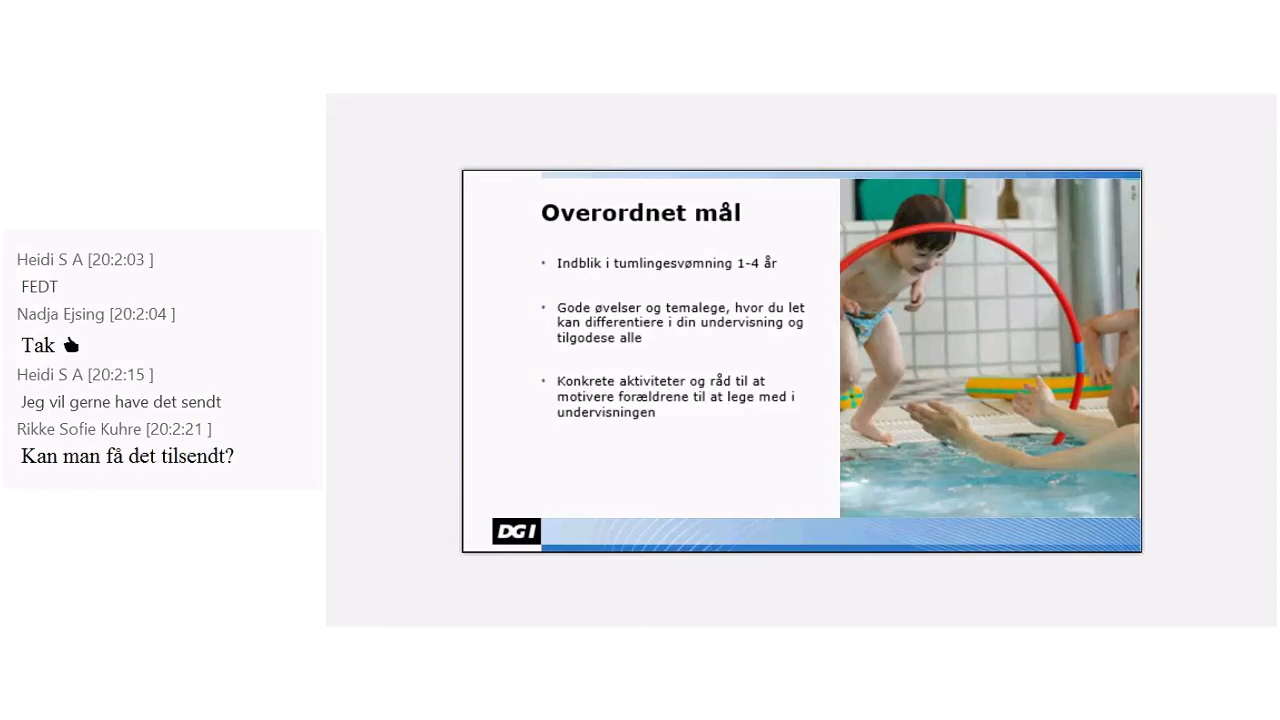 Heidi S A [20:2:03 ]
FEDT
Nadja Ejsing [20:2:04 ]
Tak
Heidi S A [20:2:15 ]
Jeg vil gerne have det sendt
Rikke Sofie Kuhre [20:2:21 ]
Kan man få det tilsendt?
Overordnet mål
• Indblik i tumlingesvømning 1-4 år
• Gode øvelser og temalege, hvor du let
kan differentiere i din undervisning og
tilgodese alle
• Konkrete aktiviteter og råd til at
motivere forældrene til at lege med i
undervisningen
DGI